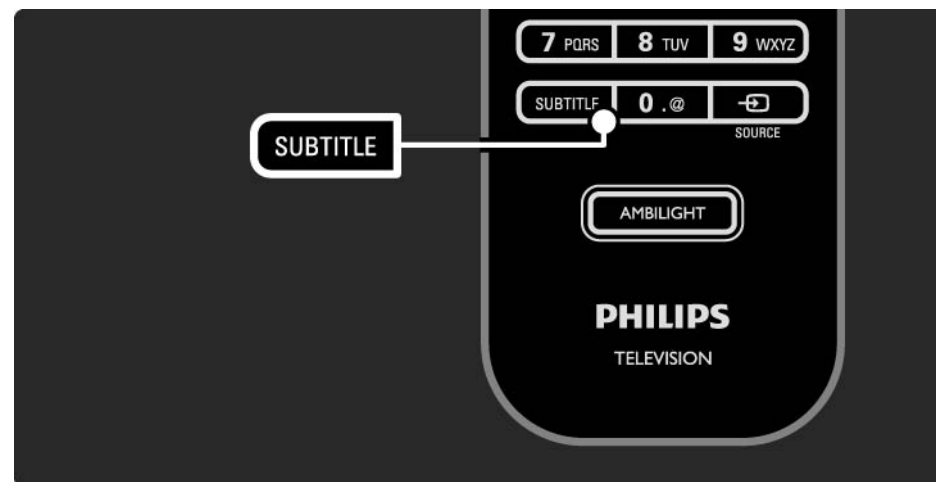 7 PQRS 8 TUV 9 WXYZ
SUBTITLE 0 .@
SOURCE
SUBTITLE
AMBILIGHT
PHILIPS
TELEVISION